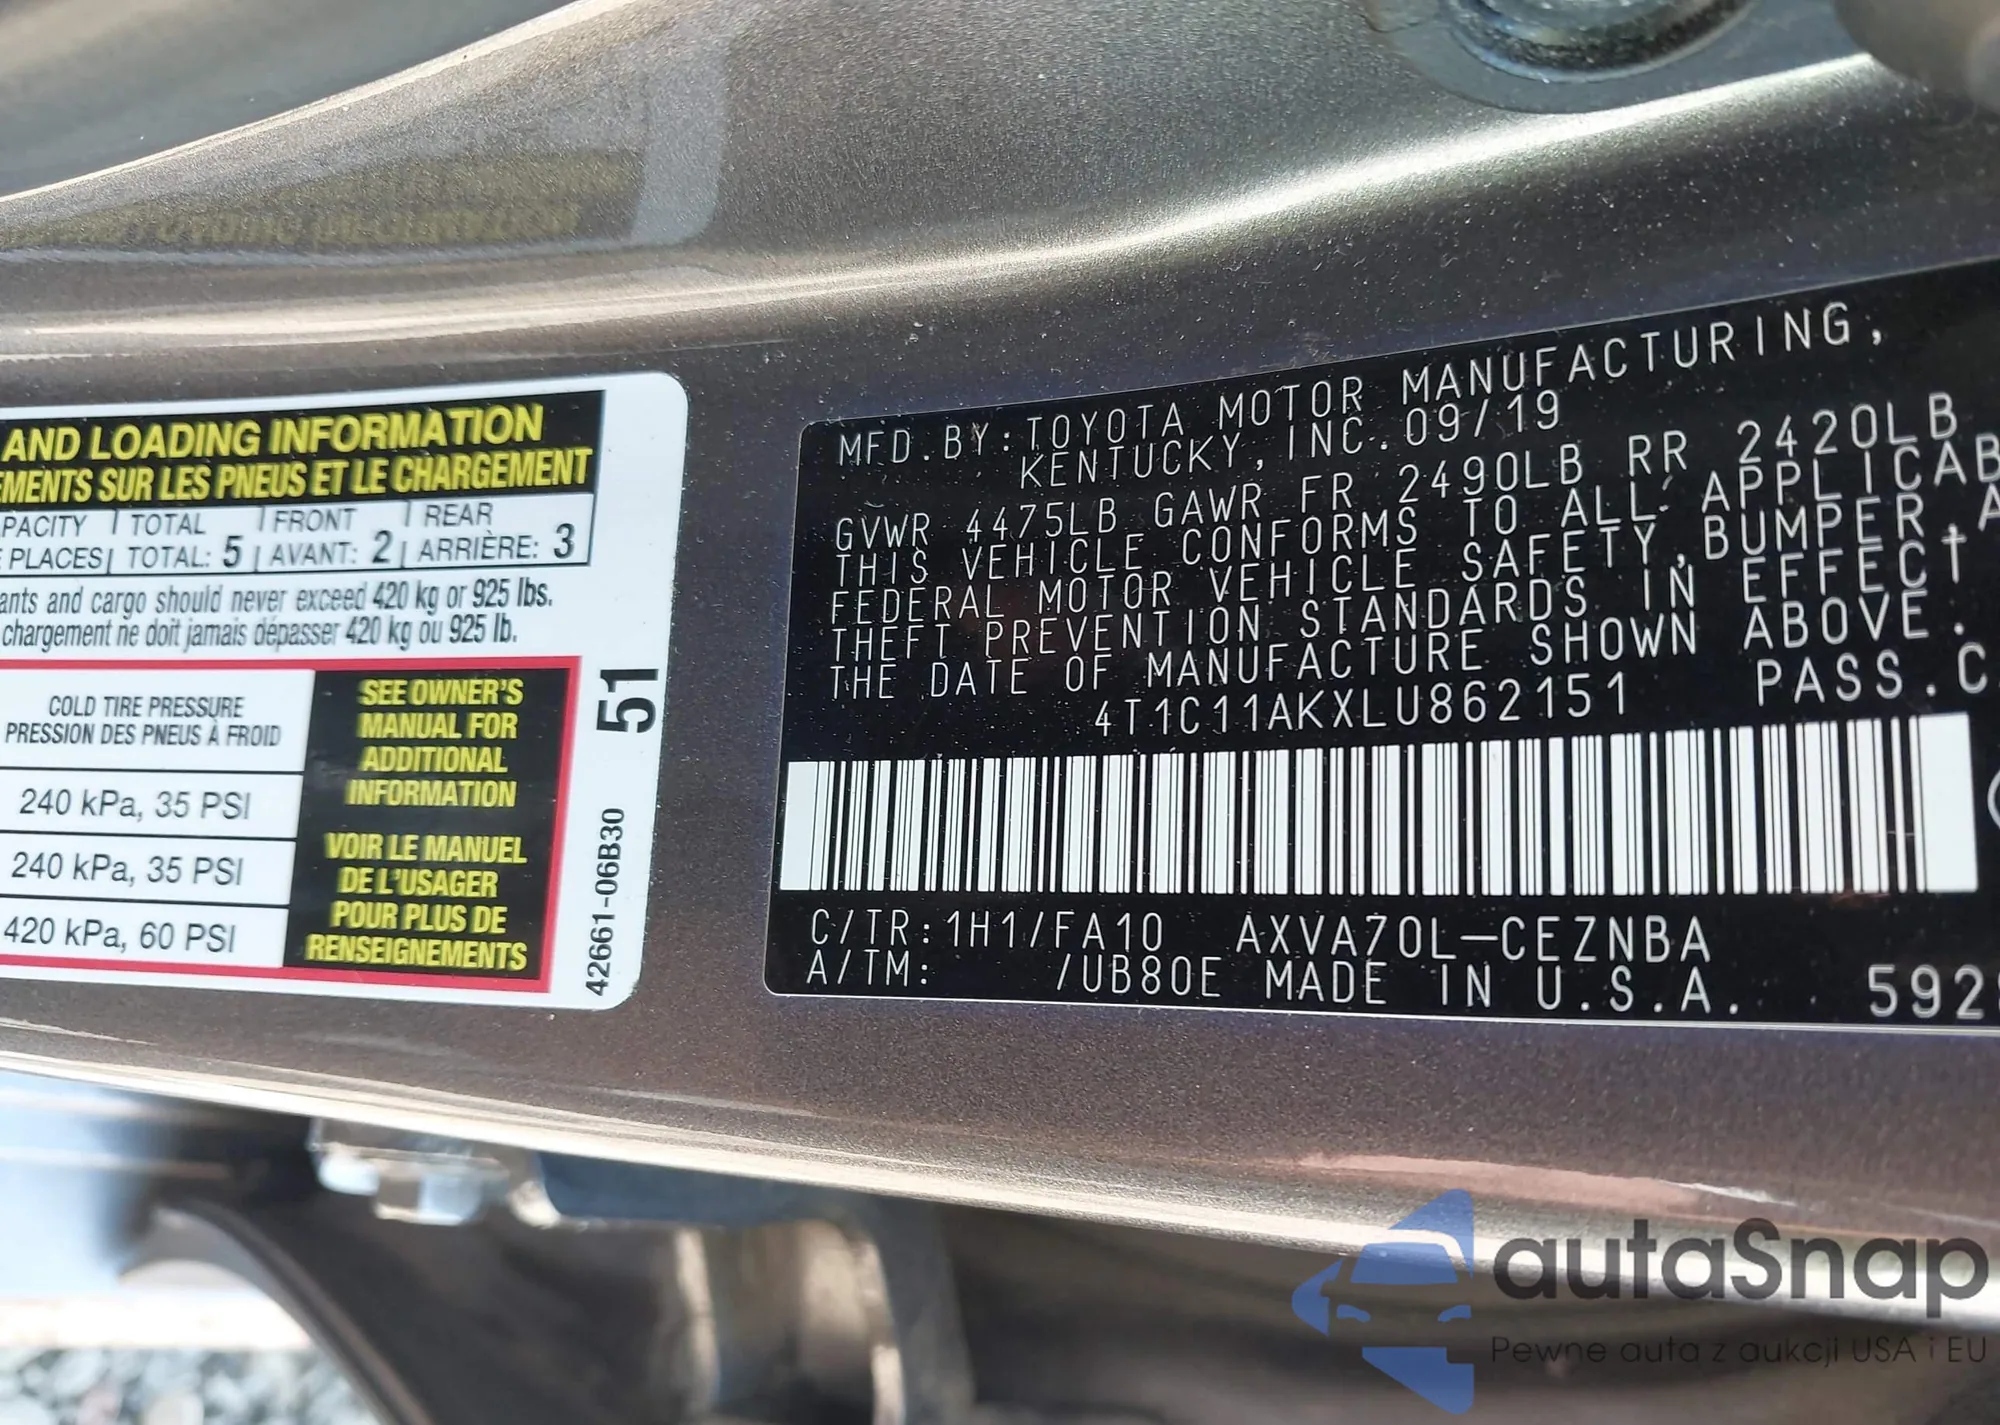 AND LOADING INFORMATION
EMENTS SUR LES PNEUS ET LE CHARGEMENT
PACITY TOTAL FRONT REAR
E PLACES TOTAL: 5 AVANT: 2 ARRIÈRE: 3
ants and cargo should never exceed 420 kg or 925 lbs.
chargement ne doit jamais dépasser 420 kg ou 925 lb.
COLD TIRE PRESSURE
PRESSION DES PNEUS À FROID
240 kPa, 35 PSI
240 kPa, 35 PSI
420 kPa, 60 PSI
SEE OWNER'S
MANUAL FOR
ADDITIONAL
INFORMATION
VOIR LE MANUEL
DE L'USAGER
POUR PLUS DE
RENSEIGNEMENTS
51
42661-06B30
MFD.BY:TOYOTA MOTOR MANUFACTURING,
KENTUCKY, INC. 09/19
GVWR 4475LB GAWR FR 2490LB RR 2420LB
THIS VEHICLE CONFORMS TO ALL APPLICAB
FEDERAL MOTOR VEHICLE SAFETY, BUMPER, A
THEFT PREVENTION STANDARDS IN EFFECT
THE DATE OF MANUFACTURE SHOWN ABOVE.
4T1C11AKXLU862151 PASS.C
C/TR:1H1/FA10 AXVA70L-CEZNBA
A/TM: /UB80E MADE IN U.S.A. 592
autaSnap
Pewne auta z aukcji USA i EU